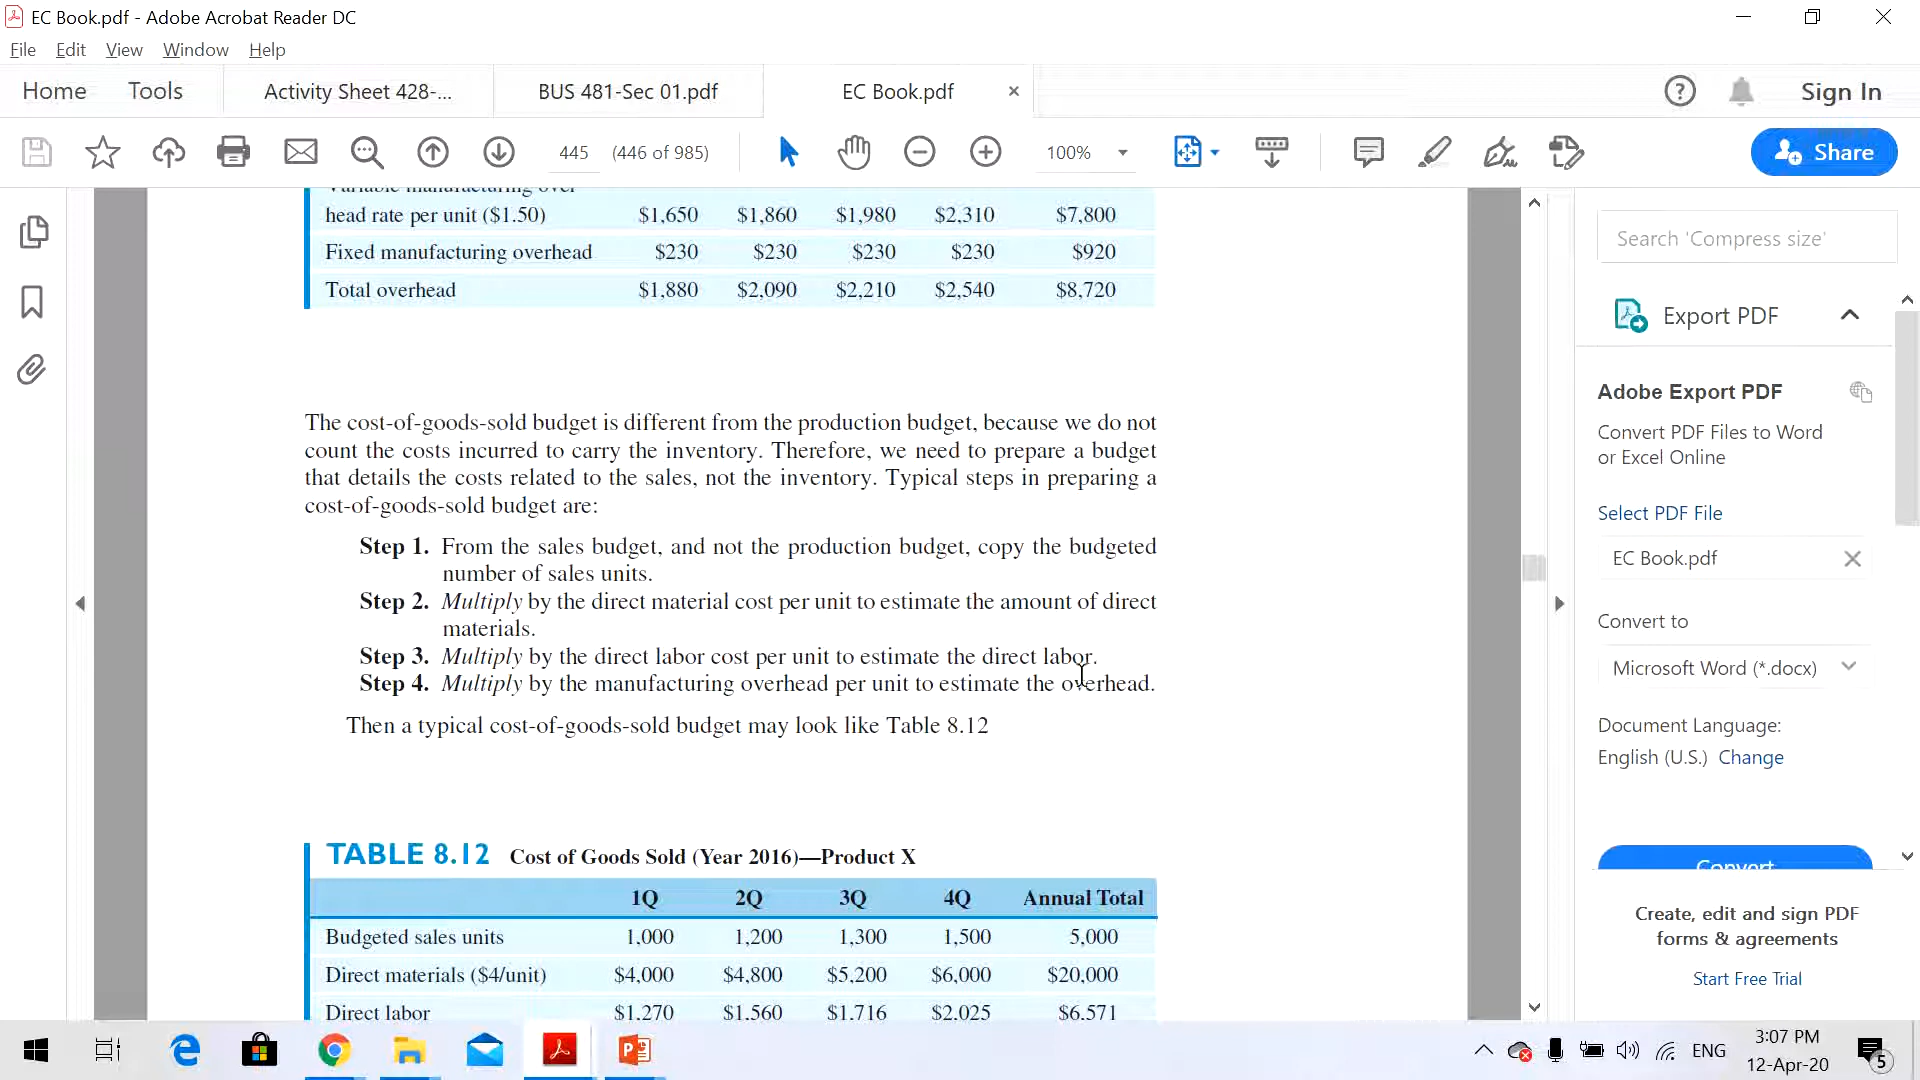 EC Book.pdf - Adobe Acrobat Reader DC
File Edit View Window Help
Home Tools Activity Sheet 428-... BUS 481-Sec 01.pdf EC Book.pdf × Sign In
445 (446 of 985) 100% Share
head rate per unit ($1.50) $1,650 $1,860 $1,980 $2,310 $7,800
Fixed manufacturing overhead $230 $230 $230 $230 $920
Total overhead $1,880 $2,090 $2,210 $2,540 $8,720
The cost-of-goods-sold budget is different from the production budget, because we do not
count the costs incurred to carry the inventory. Therefore, we need to prepare a budget
that details the costs related to the sales, not the inventory. Typical steps in preparing a
cost-of-goods-sold budget are:
Step 1. From the sales budget, and not the production budget, copy the budgeted
number of sales units.
Step 2. Multiply by the direct material cost per unit to estimate the amount of direct
materials.
Step 3. Multiply by the direct labor cost per unit to estimate the direct labor.
Step 4. Multiply by the manufacturing overhead per unit to estimate the overhead.
Then a typical cost-of-goods-sold budget may look like Table 8.12
TABLE 8.12 Cost of Goods Sold (Year 2016)—Product X
1Q 2Q 3Q 4Q Annual Total
Budgeted sales units 1,000 1,200 1,300 1,500 5,000
Direct materials ($4/unit) $4,000 $4,800 $5,200 $6,000 $20,000
Direct labor $1,270 $1,560 $1,716 $2,025 $6,571
Search 'Compress size'
Export PDF
Adobe Export PDF
Convert PDF Files to Word
or Excel Online
Select PDF File
EC Book.pdf
Convert to
Microsoft Word (*.docx)
Document Language:
English (U.S.) Change
Convert
Create, edit and sign PDF
forms & agreements
Start Free Trial
ENG
3:07 PM
12-Apr-20
5